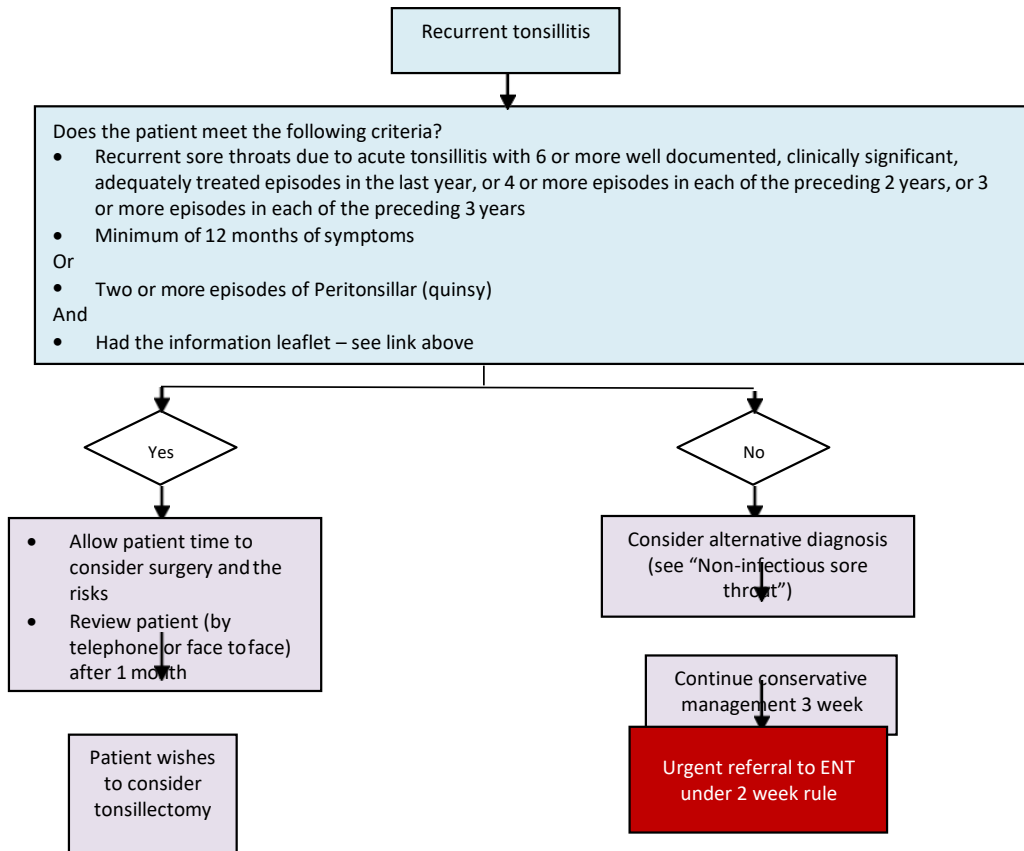 Recurrent tonsillitis
Does the patient meet the following criteria?
• Recurrent sore throats due to acute tonsillitis with 6 or more well documented, clinically significant,
adequately treated episodes in the last year, or 4 or more episodes in each of the preceding 2 years, or 3
or more episodes in each of the preceding 3 years
• Minimum of 12 months of symptoms
Or
• Two or more episodes of Peritonsillar (quinsy)
And
• Had the information leaflet – see link above
Yes
No
• Allow patient time to
consider surgery and the
risks
• Review patient (by
telephone or face to face)
after 1 month
Consider alternative diagnosis
(see “Non-infectious sore
throut”)
Continue conservative
management 3 week
Patient wishes
to consider
tonsillectomy
Urgent referral to ENT
under 2 week rule